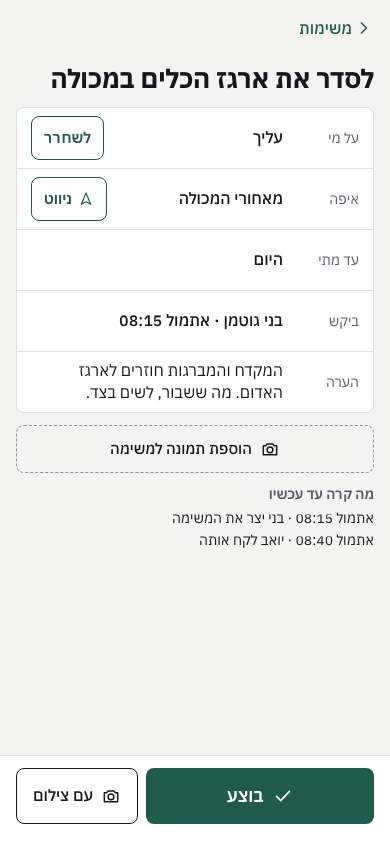 משימות
לסדר את ארגז הכלים במכולה
על מי עליך לשחרר
איפה מאחורי המכולה ניווט
עד מתי היום
ביקש בני גוטמן · אתמול 08:15
הערה המקדח והמברגות חוזרים לארגז
האדום. מה ששבור, לשים בצד.
הוספת תמונה למשימה
מה קרה עד עכשיו
אתמול 08:15 · בני יצר את המשימה
אתמול 08:40 · יואב לקח אותה
בוצע עם צילום